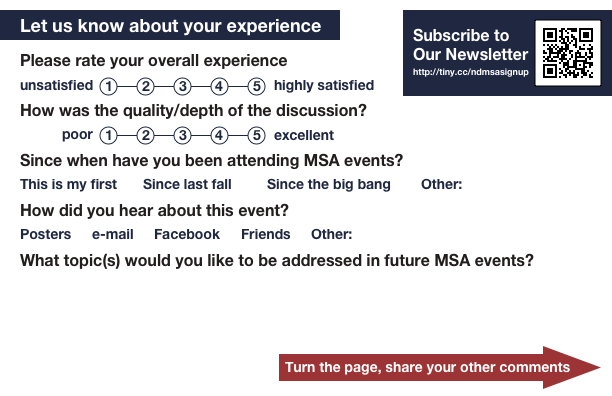 Let us know about your experience
Subscribe to
Our Newsletter
http://tiny.cc/ndmsasignup
Please rate your overall experience
unsatisfied 1 2 3 4 5 highly satisfied
How was the quality/depth of the discussion?
poor 1 2 3 4 5 excellent
Since when have you been attending MSA events?
This is my first Since last fall Since the big bang Other:
How did you hear about this event?
Posters e-mail Facebook Friends Other:
What topic(s) would you like to be addressed in future MSA events?
Turn the page, share your other comments